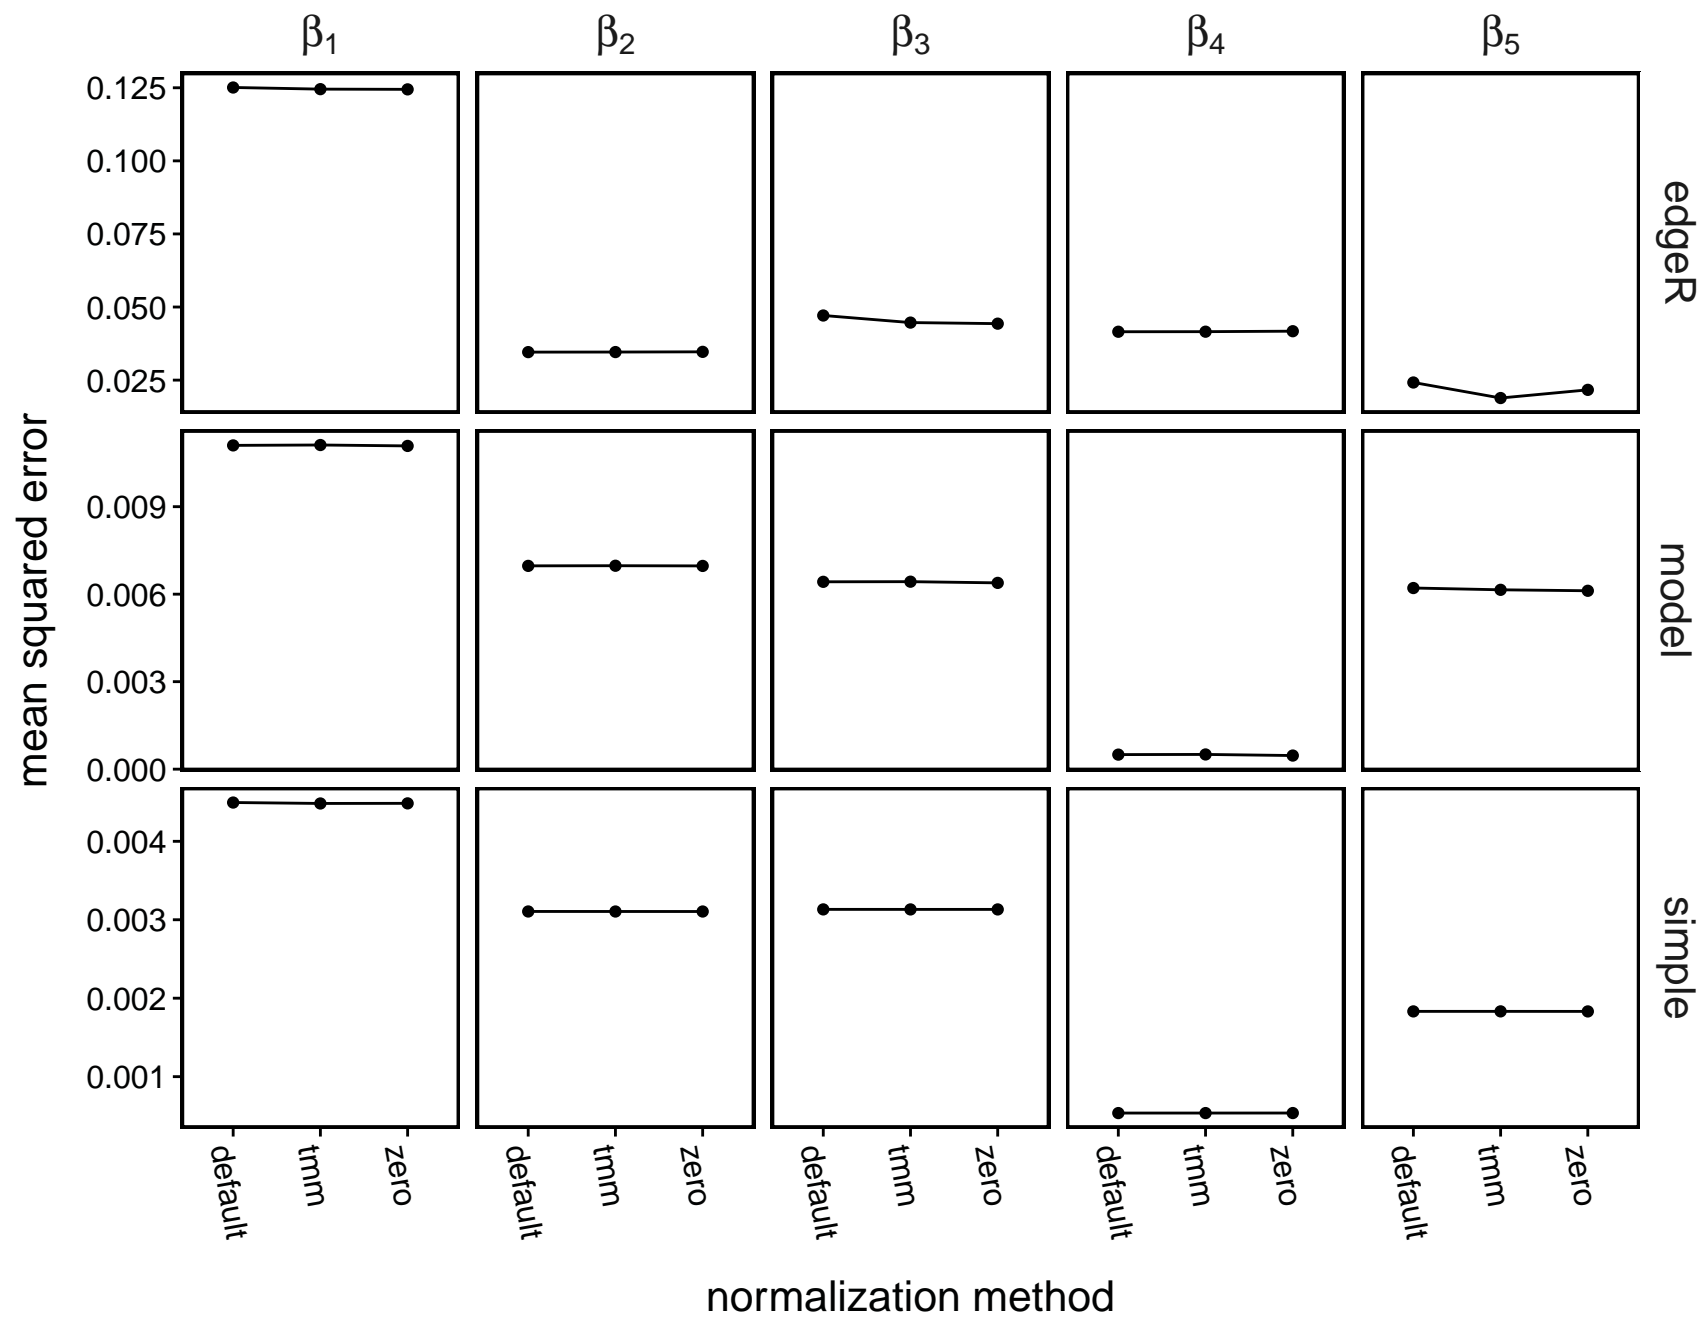 β1 β2 β3 β4 β5
0.125
0.100
0.075
0.050
0.025
edgeR
0.009
0.006
0.003
0.000
model
0.004
0.003
0.002
0.001
simple
mean squared error
default tmm zero default tmm zero default tmm zero default tmm zero default tmm zero
normalization method